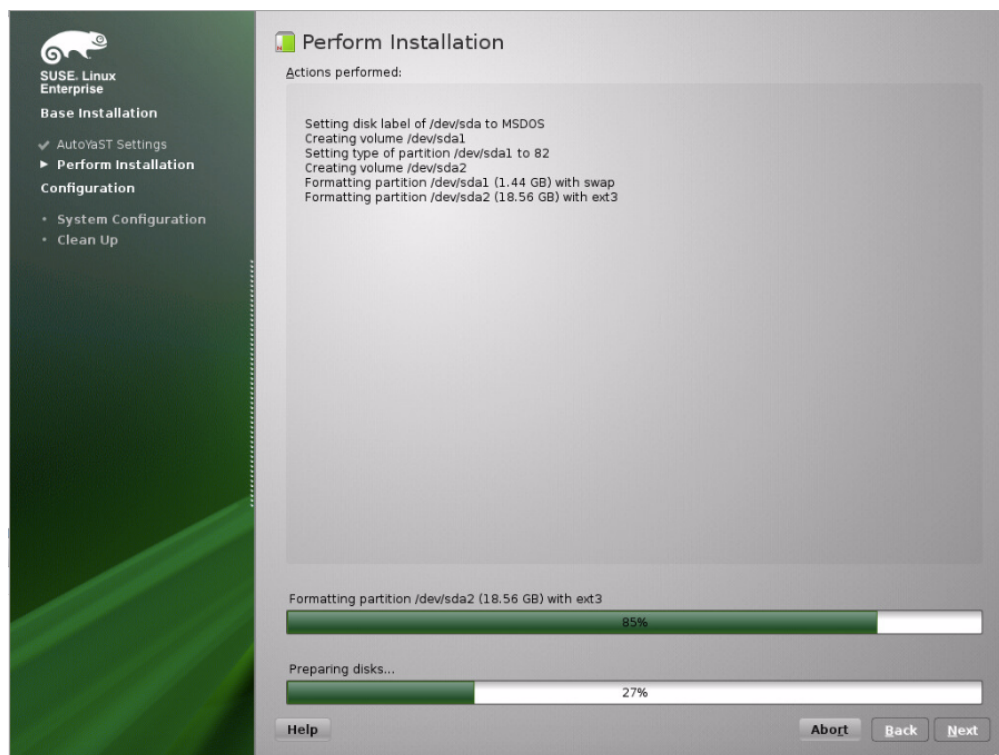 SUSE. Linux
Enterprise
Base Installation
AutoYaST Settings
Perform Installation
Configuration
System Configuration
Clean Up
Perform Installation
Actions performed:
Setting disk label of /dev/sda to MSDOS
Creating volume /dev/sda1
Setting type of partition /dev/sda1 to 82
Creating volume /dev/sda2
Formatting partition /dev/sda1 (1.44 GB) with swap
Formatting partition /dev/sda2 (18.56 GB) with ext3
Formatting partition /dev/sda2 (18.56 GB) with ext3
85%
Preparing disks...
27%
Help
Abort
Back
Next